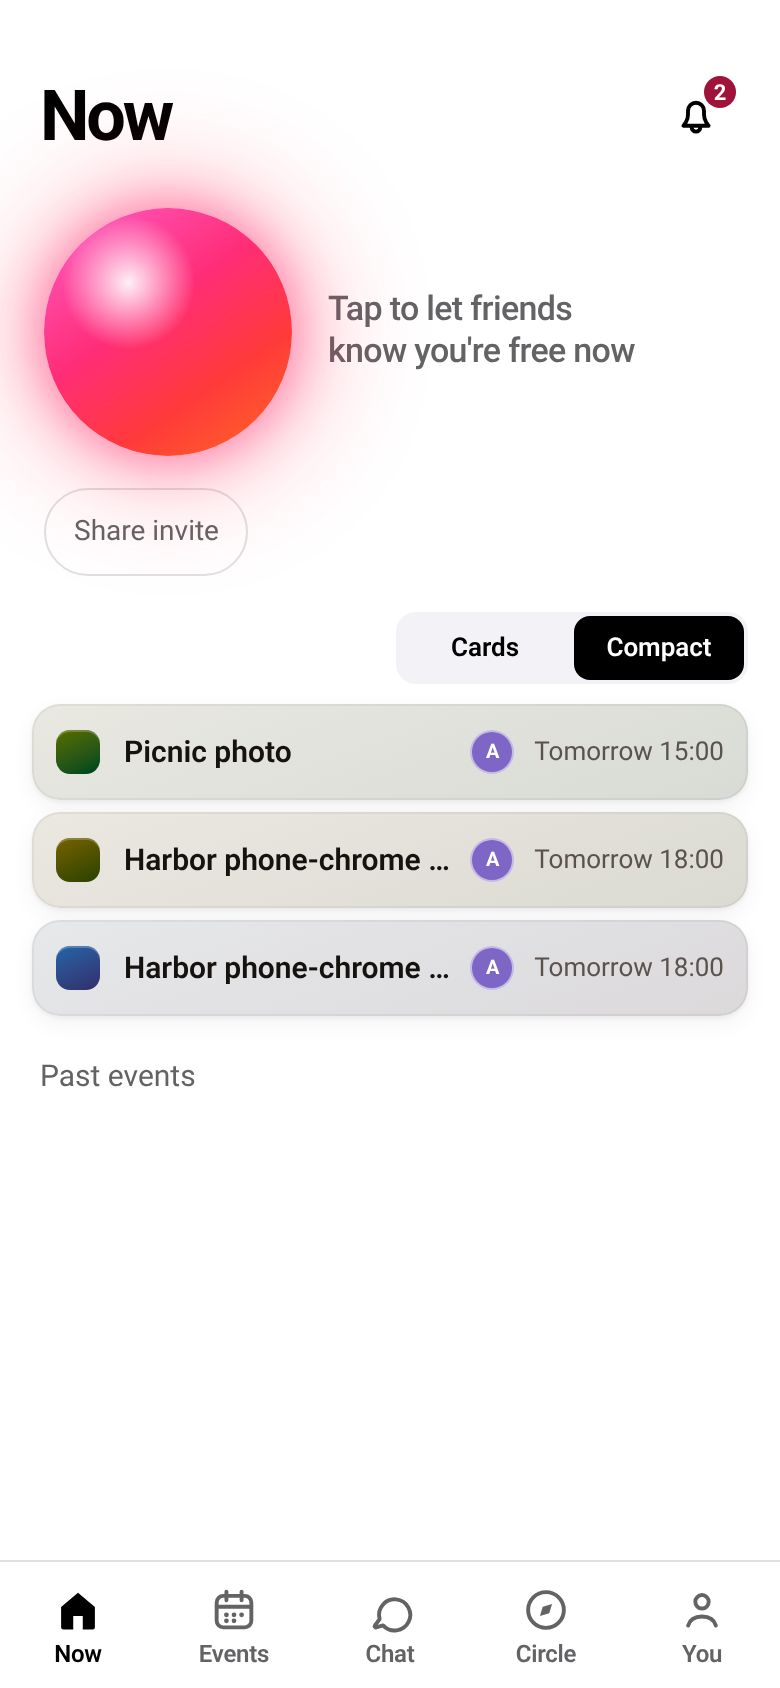 Now
2
Tap to let friends
know you're free now
Share invite
Cards Compact
Picnic photo A Tomorrow 15:00
Harbor phone-chrome ... A Tomorrow 18:00
Harbor phone-chrome ... A Tomorrow 18:00
Past events
Now Events Chat Circle You